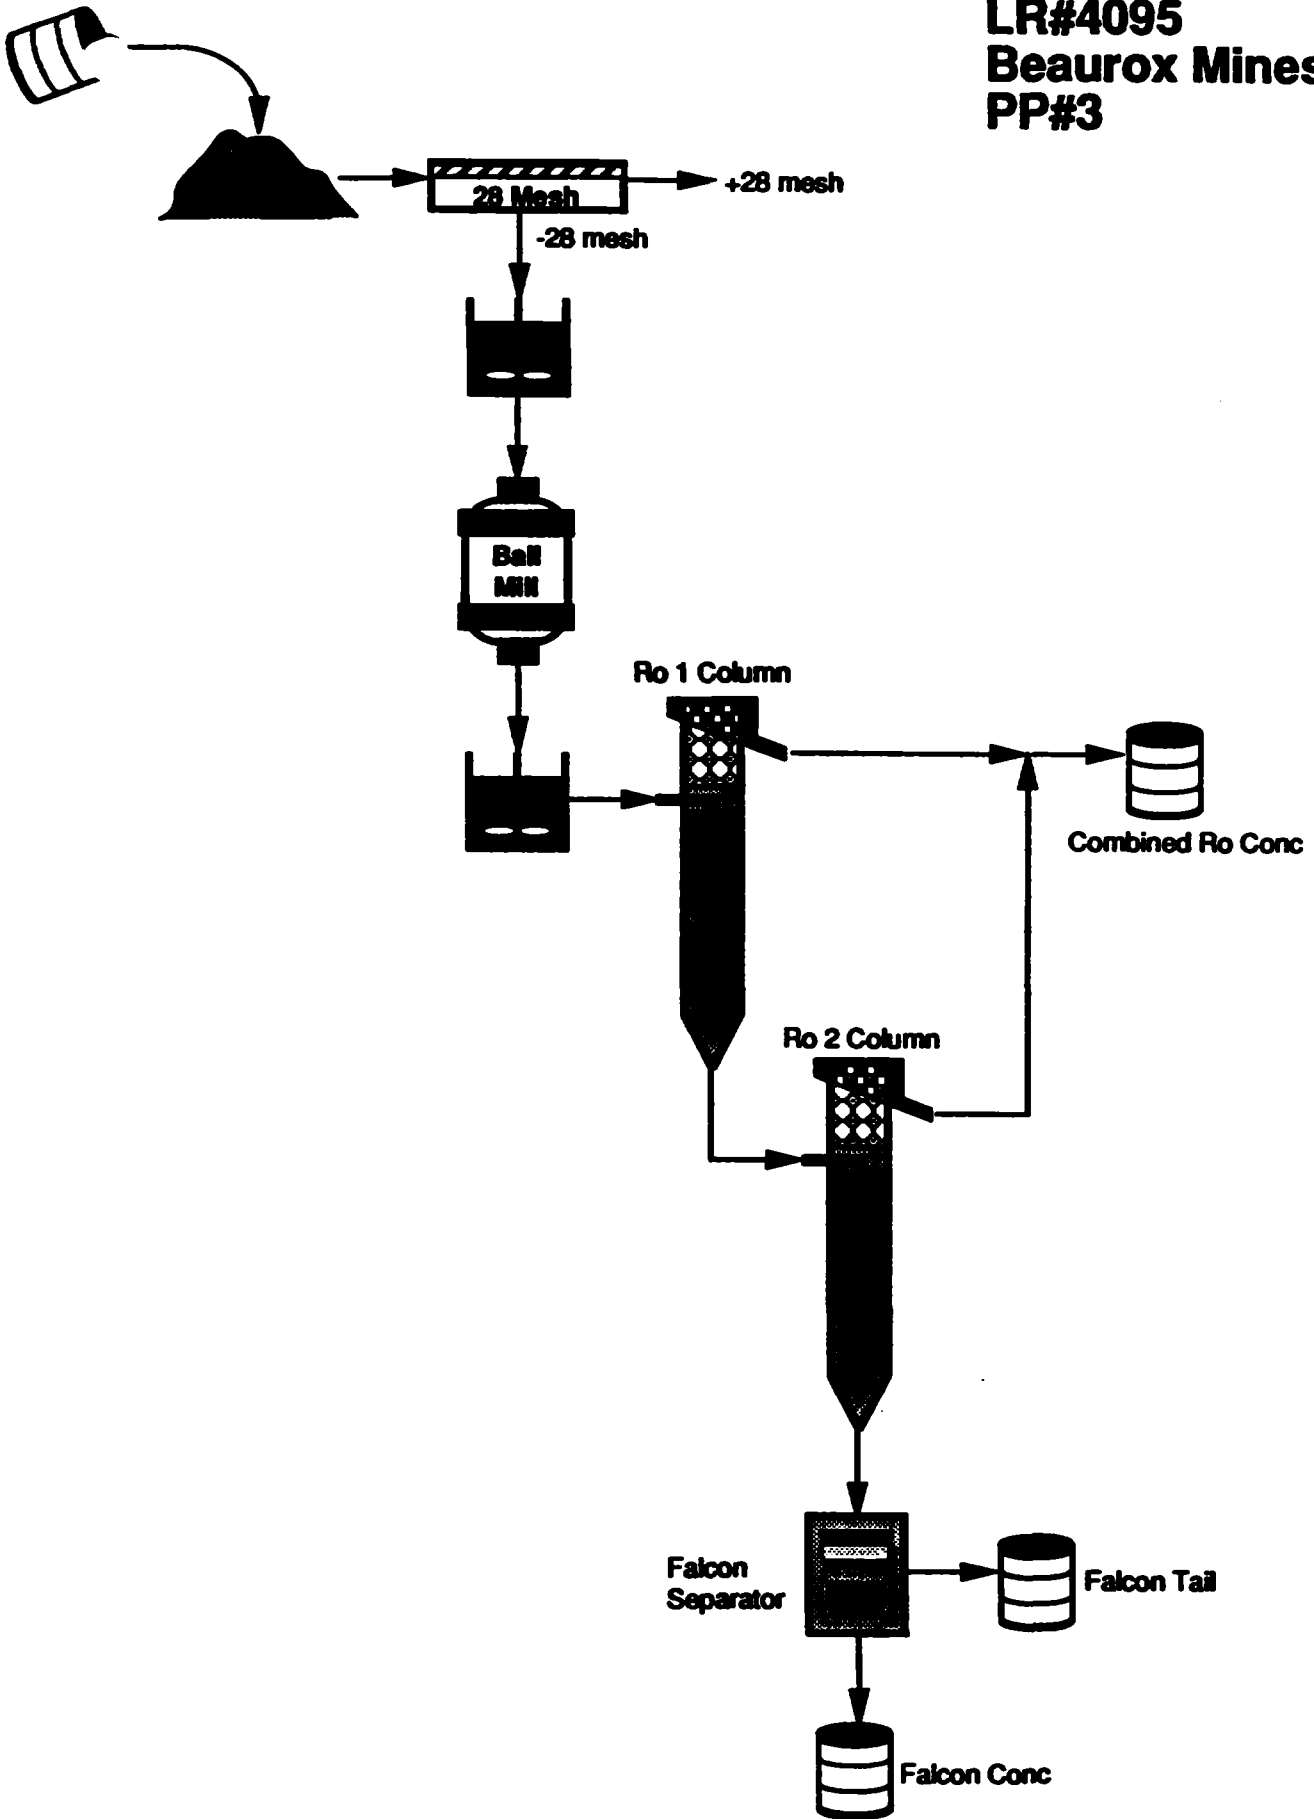 LR#4095
Beaurox Mines
PP#3
28 Mesh
+28 mesh
-28 mesh
Ball
Mill
Ro 1 Column
Combined Ro Conc
Ro 2 Column
Falcon
Separator
Falcon Tail
Falcon Conc